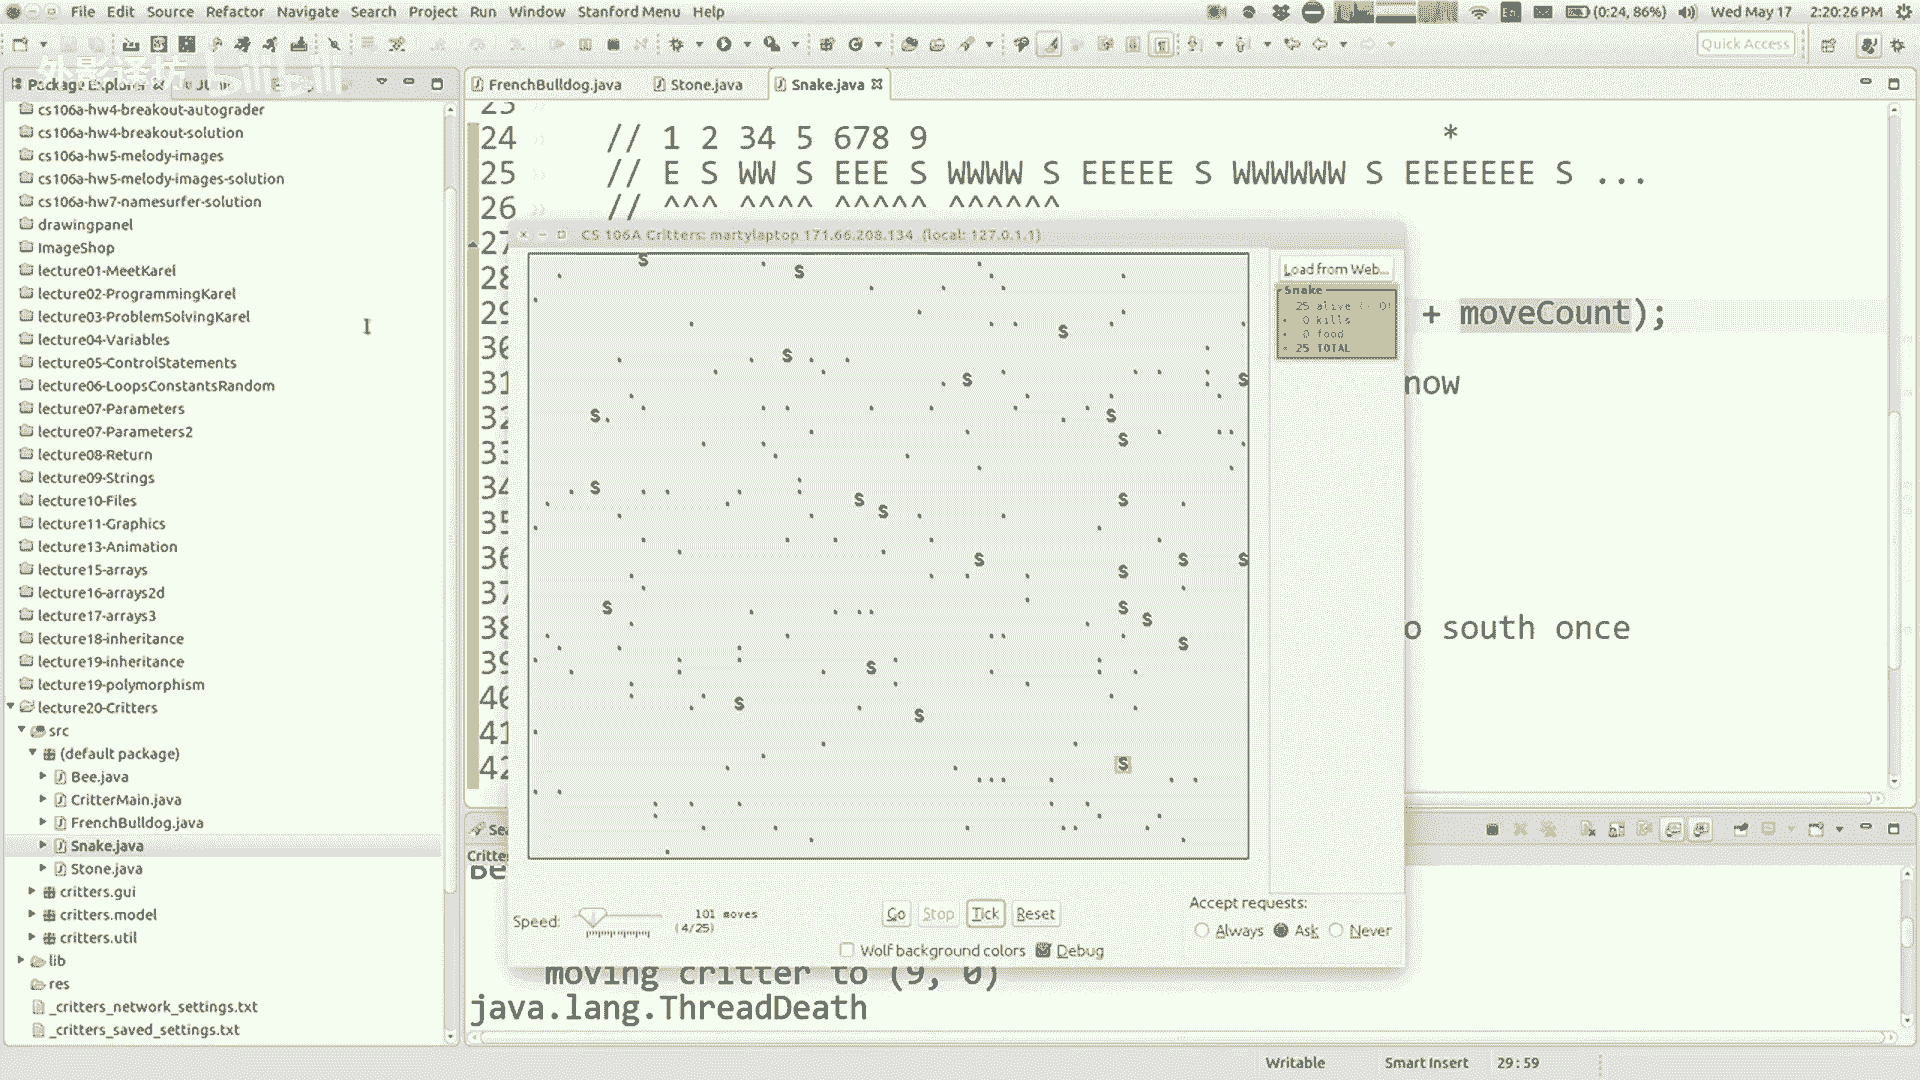 File Edit Source Refactor Navigate Search Project Run Window Stanford Menu Help
En (0:24, 86%) Wed May 17 2:20:26 PM
Quick Access
外影译坊 bilibili
Package Explorer
FrenchBulldog.java Stone.java Snake.java
cs106a-hw4-breakout-autograder
cs106a-hw4-breakout-solution
cs106a-hw5-melody-images
cs106a-hw5-melody-images-solution
cs106a-hw7-namesurfer-solution
drawingpanel
ImageShop
lecture01-MeetKarel
lecture02-ProgrammingKarel
lecture03-ProblemSolvingKarel
lecture04-Variables
lecture05-ControlStatements
lecture06-LoopsConstantsRandom
lecture07-Parameters
lecture07-Parameters2
lecture08-Return
lecture09-Strings
lecture10-Files
lecture11-Graphics
lecture13-Animation
lecture15-arrays
lecture16-arrays2d
lecture17-arrays3
lecture18-inheritance
lecture19-inheritance
lecture19-polymorphism
lecture20-Critters
src
(default package)
Bee.java
CritterMain.java
FrenchBulldog.java
Snake.java
Stone.java
critters.gui
critters.model
critters.util
lib
res
_critters_network_settings.txt
_critters_saved_settings.txt
23
24 // 1 2 34 5 678 9 *
25 // E S WW S EEE S WWWW S EEEEE S WWWWWW S EEEEEEE S ...
26 // ^^^ ^^^^ ^^^^^ ^^^^^^
27
28
29 + moveCount);
30
31 now
32
33
34
35
36
37
38 o south once
39
40
41
42
CS 106A Critters: martylaptop 171.66.208.134 (local: 127.0.1.1)
Load from Web...
Snake
25 alive (- 0)
0 kills
0 food
= 25 TOTAL
Speed:
101 moves
(4/25)
Go Stop Tick Reset
Wolf background colors Debug
Accept requests:
Always Ask Never
Sea
Critte
Be
moving critter to (9, 0)
java.lang.ThreadDeath
Writable Smart Insert 29:59